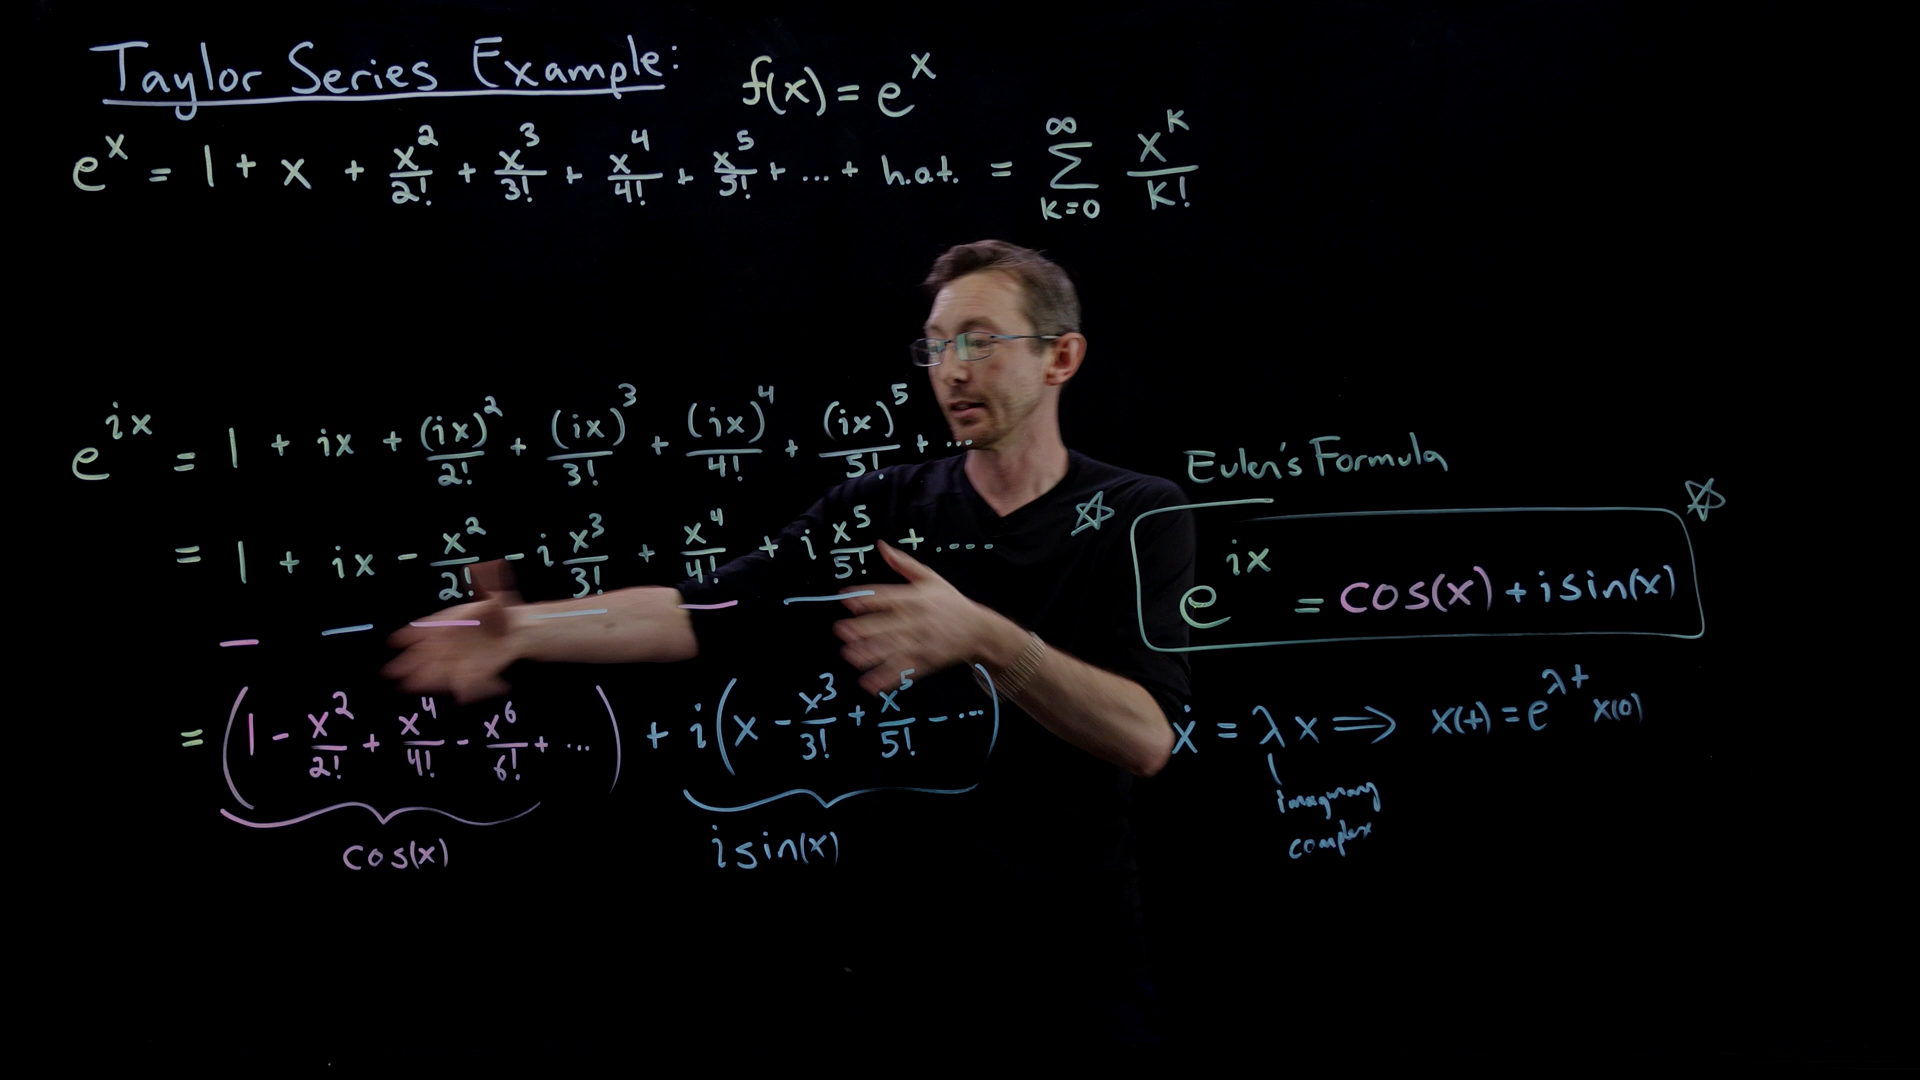 Taylor Series Example: f(x) = e^x
e^x = 1 + x + x^2/2! + x^3/3! + x^4/4! + x^5/5! + ... + h.o.t. = ∑_{k=0}^{∞} x^k/k!
e^{ix} = 1 + ix + (ix)^2/2! + (ix)^3/3! + (ix)^4/4! + (ix)^5/5! + ...
= 1 + ix - x^2/2! - i x^3/3! + x^4/4! + i x^5/5! + ....
= (1 - x^2/2! + x^4/4! - x^6/6! + ...) + i(x - x^3/3! + x^5/5! - ...)
cos(x) isin(x)
Euler's Formula
e^{ix} = cos(x) + isin(x)
ẋ = λx ⟹ x(t) = e^{λt} x(0)
imaginary
complex